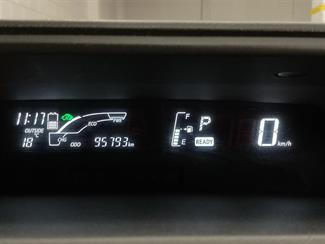 11:17
ECO PWR
OUTSIDE
18 °C
CHG ODO 95793 km
F
E
P
READY
0 km/h